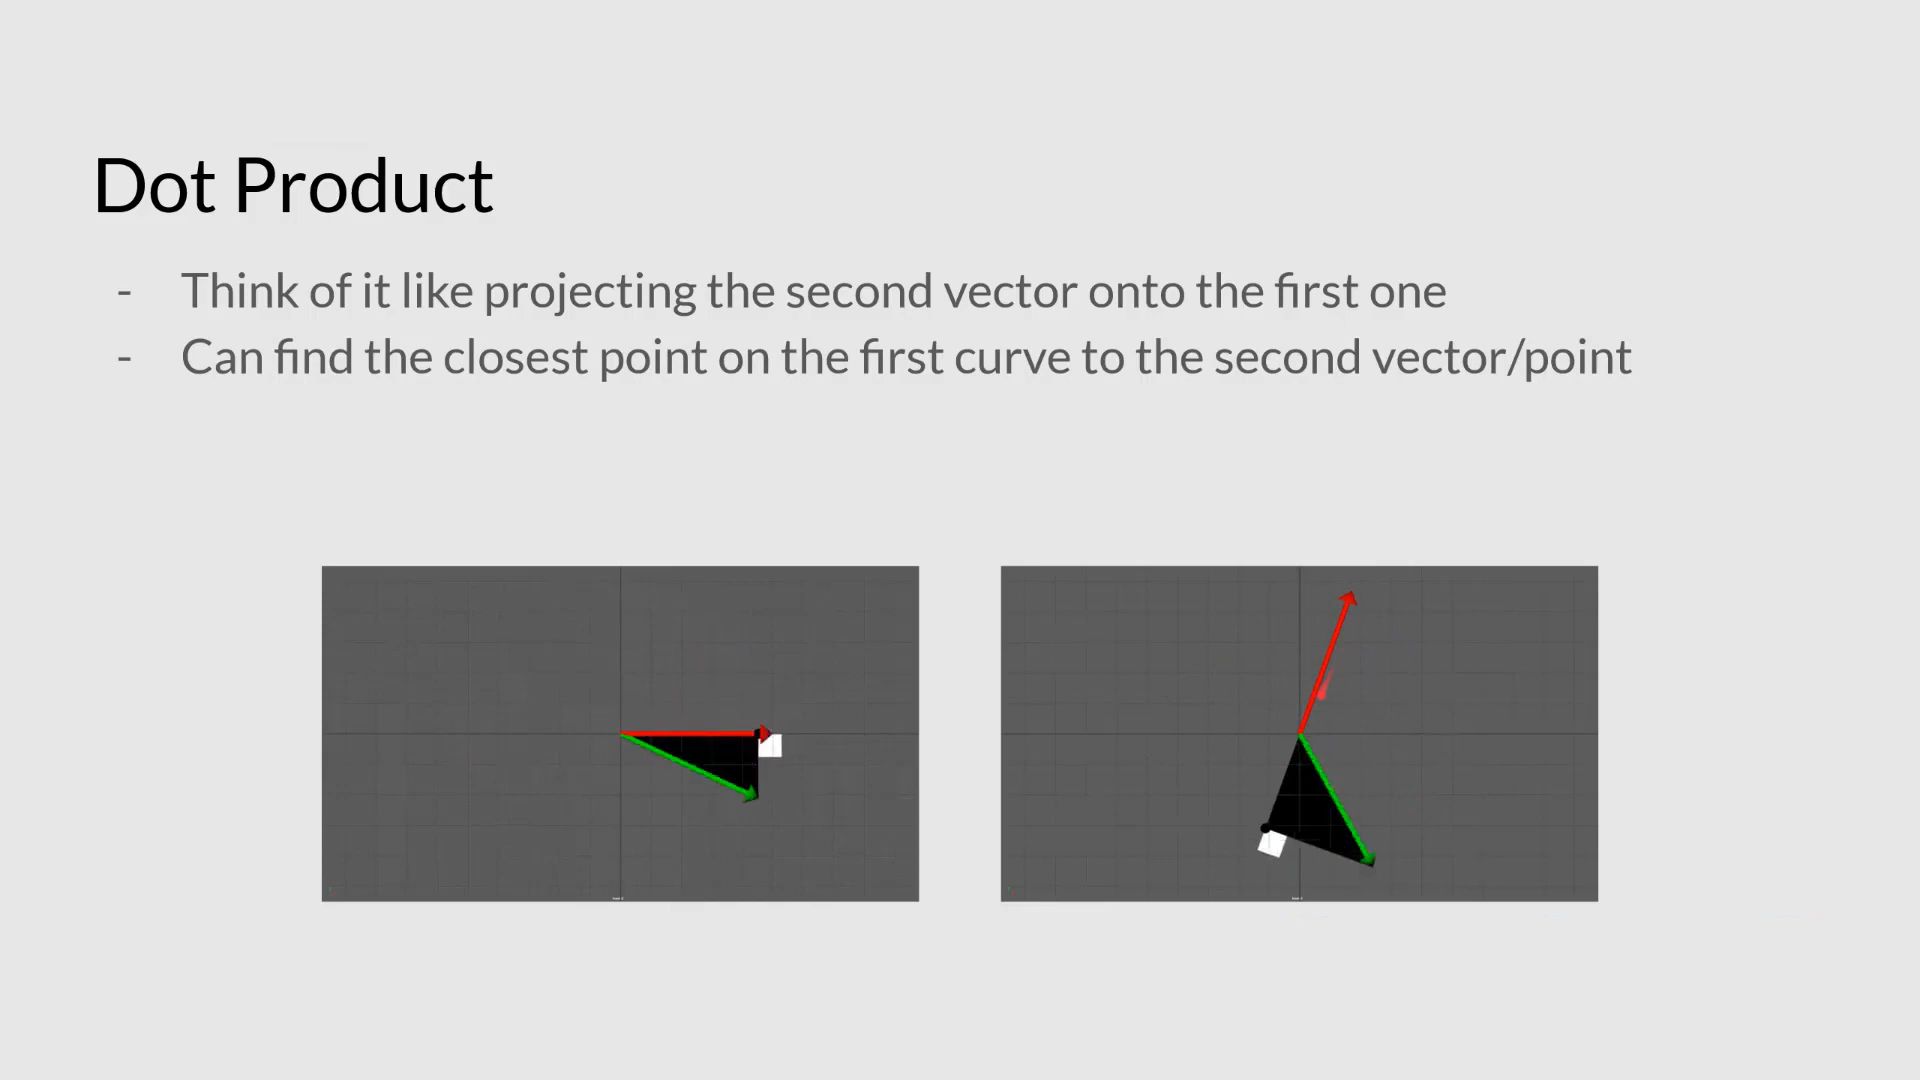 Dot Product
- Think of it like projecting the second vector onto the first one
- Can find the closest point on the first curve to the second vector/point